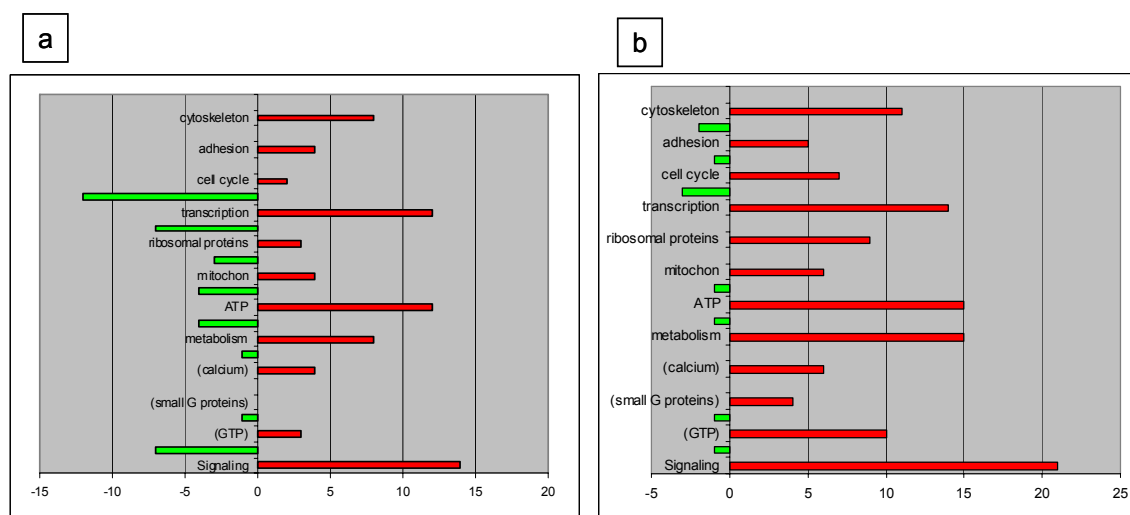 a
cytoskeleton
adhesion
cell cycle
transcription
ribosomal proteins
mitochon
ATP
metabolism
(calcium)
(small G proteins)
(GTP)
Signaling
-15 -10 -5 0 5 10 15 20
b
cytoskeleton
adhesion
cell cycle
transcription
ribosomal proteins
mitochon
ATP
metabolism
(calcium)
(small G proteins)
(GTP)
Signaling
-5 0 5 10 15 20 25